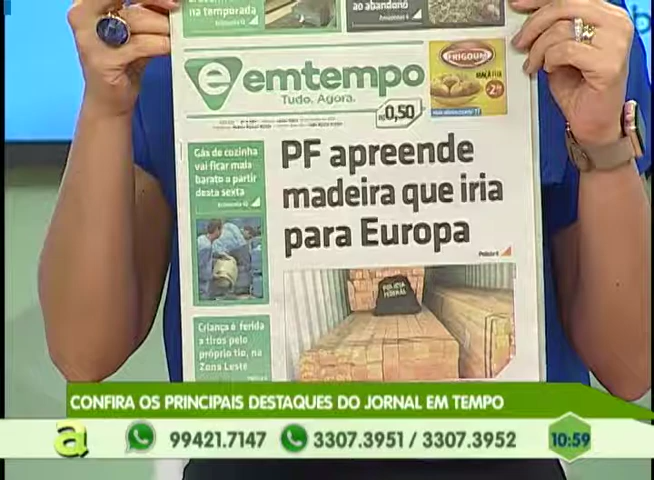 na temporada
ao abandono
e emtempo
Tudo. Agora.
R$0,50
FRIGOUM
Gás de cozinha
vai ficar mais
barato a partir
desta sexta
PF apreende
madeira que iria
para Europa
POLÍCIA
FEDERAL
Criança é ferida
a tiros pelo
próprio tio, na
Zona Leste
CONFIRA OS PRINCIPAIS DESTAQUES DO JORNAL EM TEMPO
a 99421.7147 3307.3951 / 3307.3952 10:59